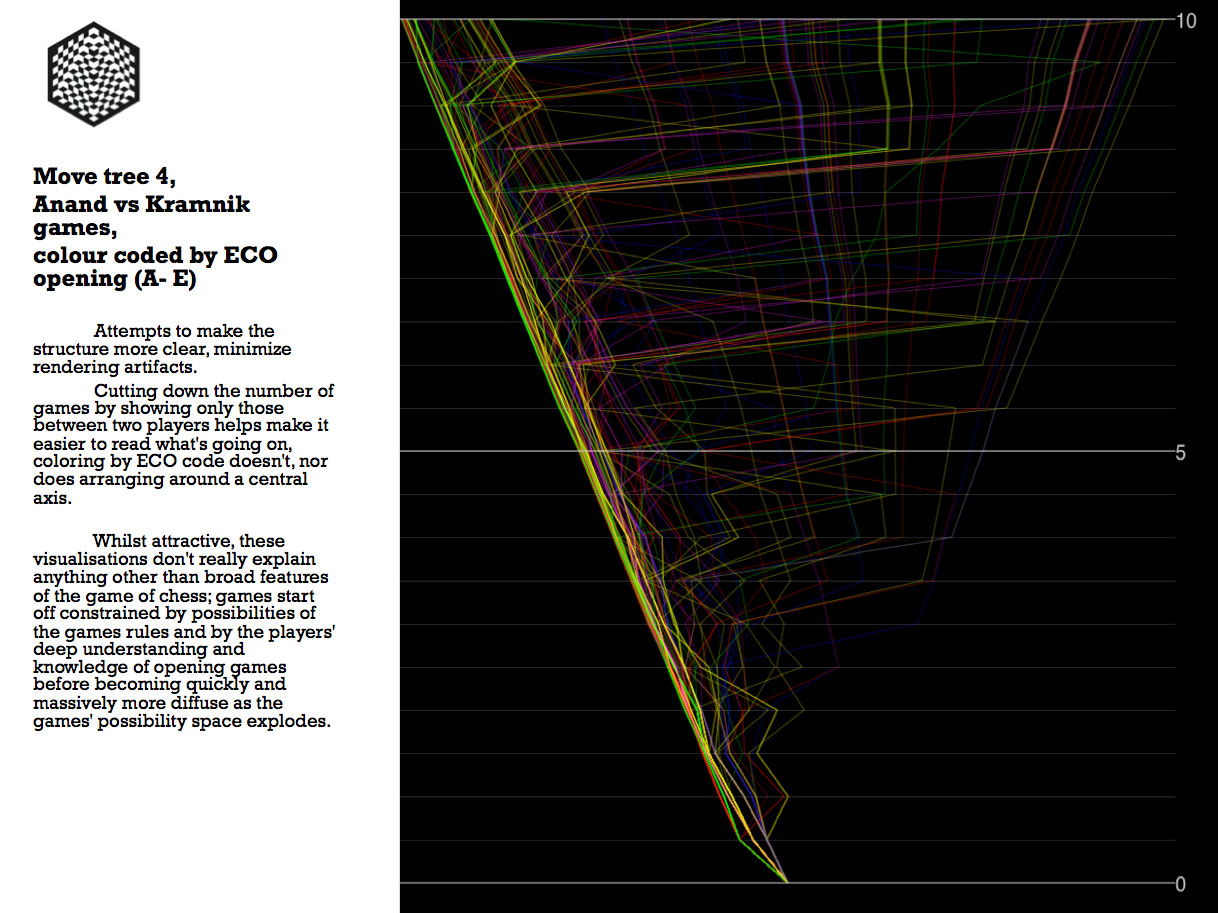 Move tree 4,
Anand vs Kramnik
games,
colour coded by ECO
opening (A- E)
Attempts to make the
structure more clear, minimize
rendering artifacts.
Cutting down the number of
games by showing only those
between two players helps make it
easier to read what's going on,
coloring by ECO code doesn't, nor
does arranging around a central
axis.
Whilst attractive, these
visualisations don't really explain
anything other than broad features
of the game of chess; games start
off constrained by possibilities of
the games rules and by the players'
deep understanding and
knowledge of opening games
before becoming quickly and
massively more diffuse as the
games' possibility space explodes.
10
5
0